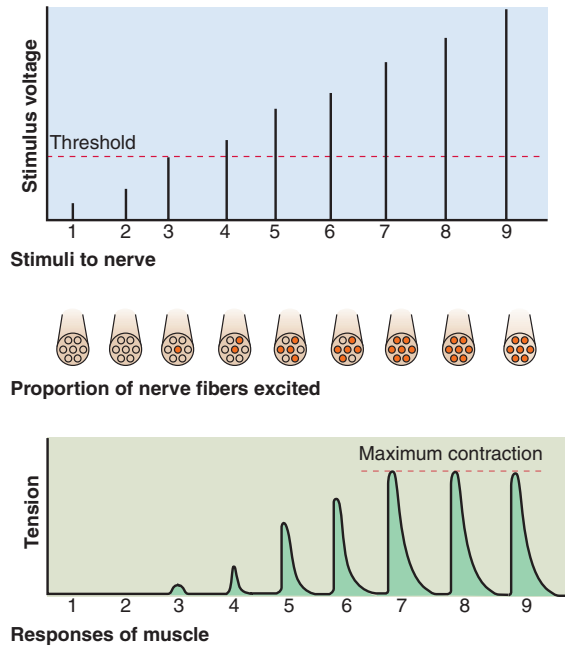 Stimulus voltage
Threshold
1 2 3 4 5 6 7 8 9
Stimuli to nerve
Proportion of nerve fibers excited
Tension
Maximum contraction
1 2 3 4 5 6 7 8 9
Responses of muscle